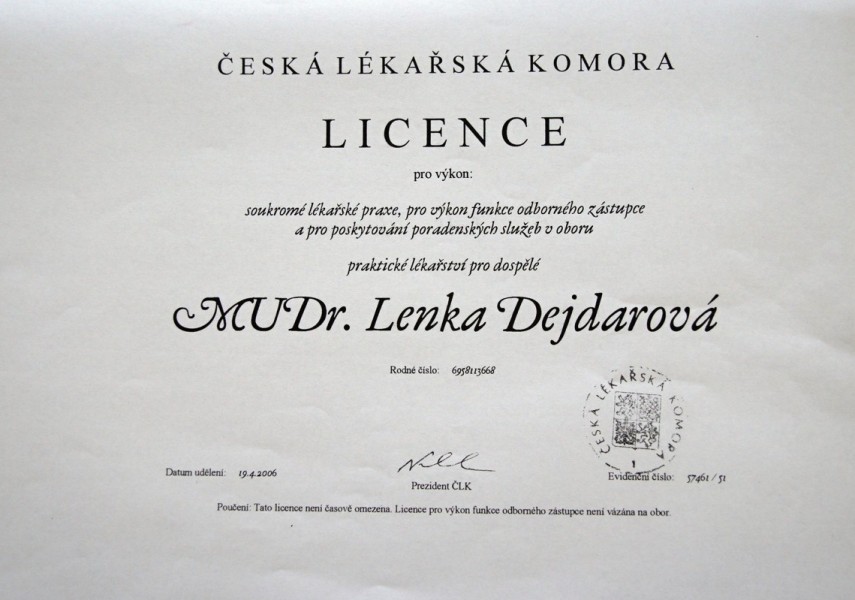 ČESKÁ LÉKAŘSKÁ KOMORA
LICENCE
pro výkon:
soukromé lékařské praxe, pro výkon funkce odborného zástupce
a pro poskytování poradenských služeb v oboru
praktické lékařství pro dospělé
MUDr. Lenka Dejdarová
Rodné číslo: 6958113668
ČESKÁ LÉKAŘSKÁ KOMORA
1
Datum udělení: 19.4.2006
Prezident ČLK
Evidenční číslo: 57461 / 51
Poučení: Tato licence není časově omezena. Licence pro výkon funkce odborného zástupce není vázána na obor.